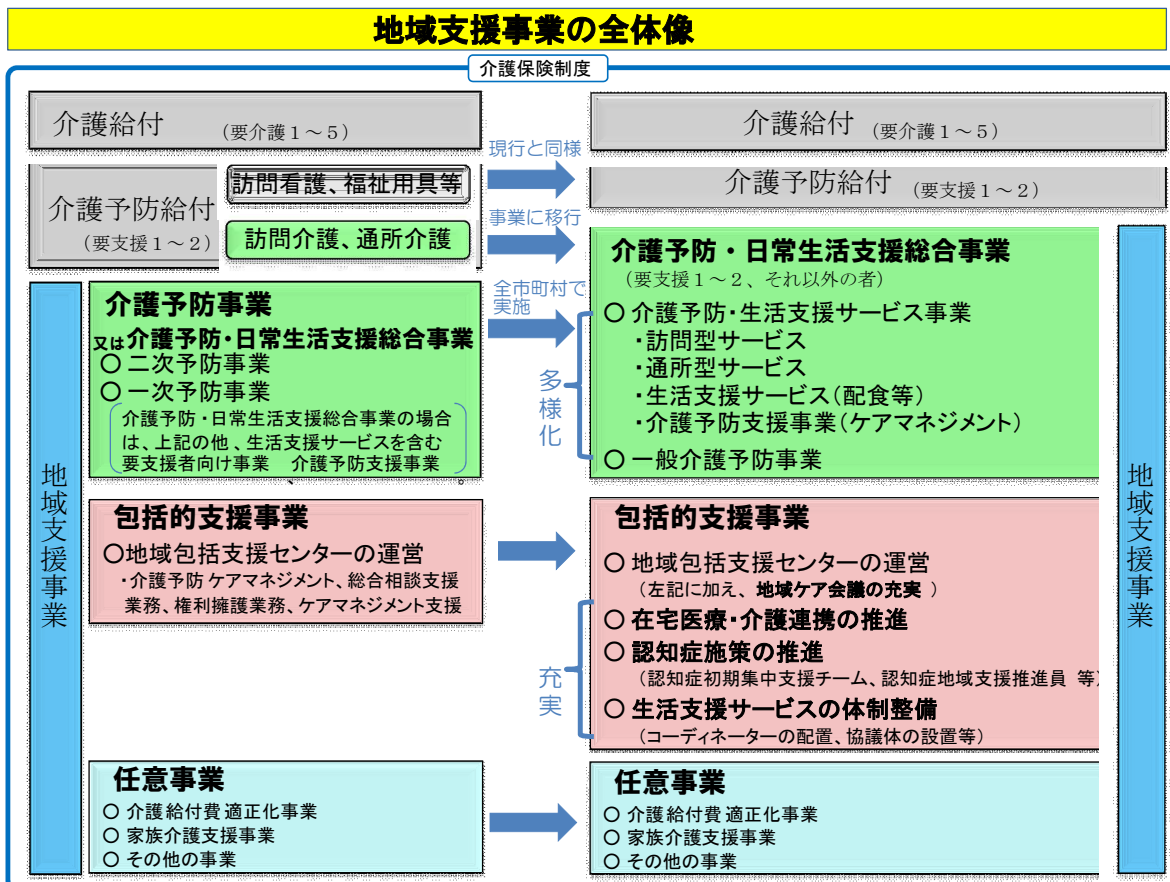 地域支援事業の全体像
介護保険制度
介護給付 (要介護1~5)
介護予防給付
(要支援1~2)
訪問看護、福祉用具等
訪問介護、通所介護
地域支援事業
介護予防事業
又は介護予防・日常生活支援総合事業
○ 二次予防事業
○ 一次予防事業
介護予防・日常生活支援総合事業の場合
は、上記の他、生活支援サービスを含む
要支援者向け事業 介護予防支援事業
、 。
包括的支援事業
○地域包括支援センターの運営
・介護予防ケアマネジメント、総合相談支援
業務、権利擁護業務、ケアマネジメント支援
任意事業
○ 介護給付費適正化事業
○ 家族介護支援事業
○ その他の事業
現行と同様
事業に移行
全市町村で
実施
多様化
充実
介護給付 (要介護1~5)
介護予防給付 (要支援1~2)
介護予防・日常生活支援総合事業
(要支援1~2、それ以外の者)
○ 介護予防・生活支援サービス事業
・訪問型サービス
・通所型サービス
・生活支援サービス(配食等)
・介護予防支援事業(ケアマネジメント)
○ 一般介護予防事業
包括的支援事業
○ 地域包括支援センターの運営
(左記に加え、地域ケア会議の充実)
○ 在宅医療・介護連携の推進
○ 認知症施策の推進
(認知症初期集中支援チーム、認知症地域支援推進員 等)
○ 生活支援サービスの体制整備
(コーディネーターの配置、協議体の設置等)
任意事業
○ 介護給付費適正化事業
○ 家族介護支援事業
○ その他の事業
地域支援事業